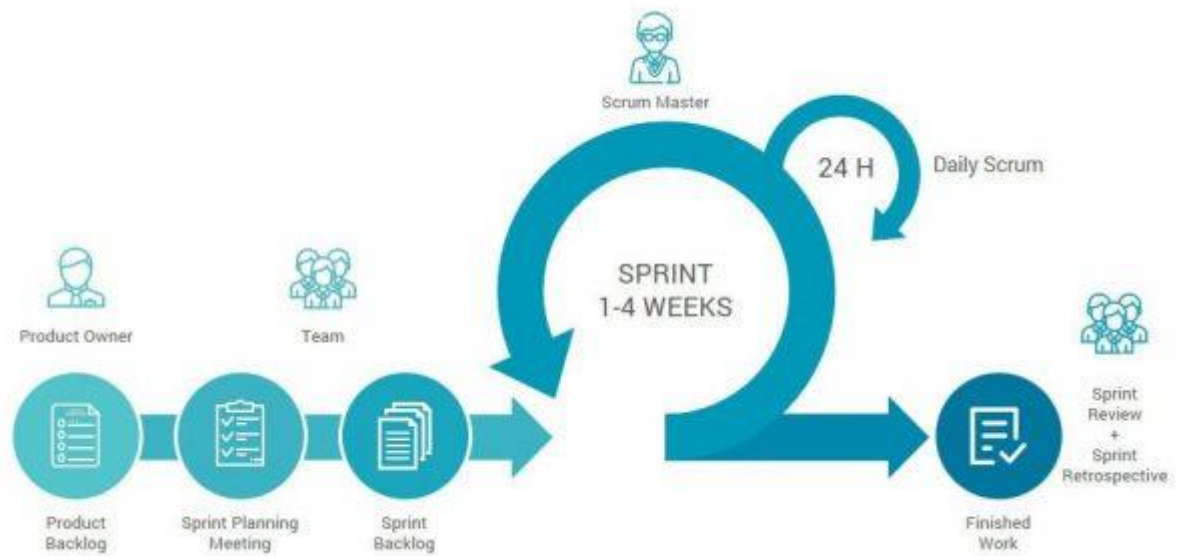 Scrum Master
24 H
Daily Scrum
SPRINT
1-4 WEEKS
Product Owner
Team
Sprint
Review
+
Sprint
Retrospective
Product
Backlog
Sprint Planning
Meeting
Sprint
Backlog
Finished
Work